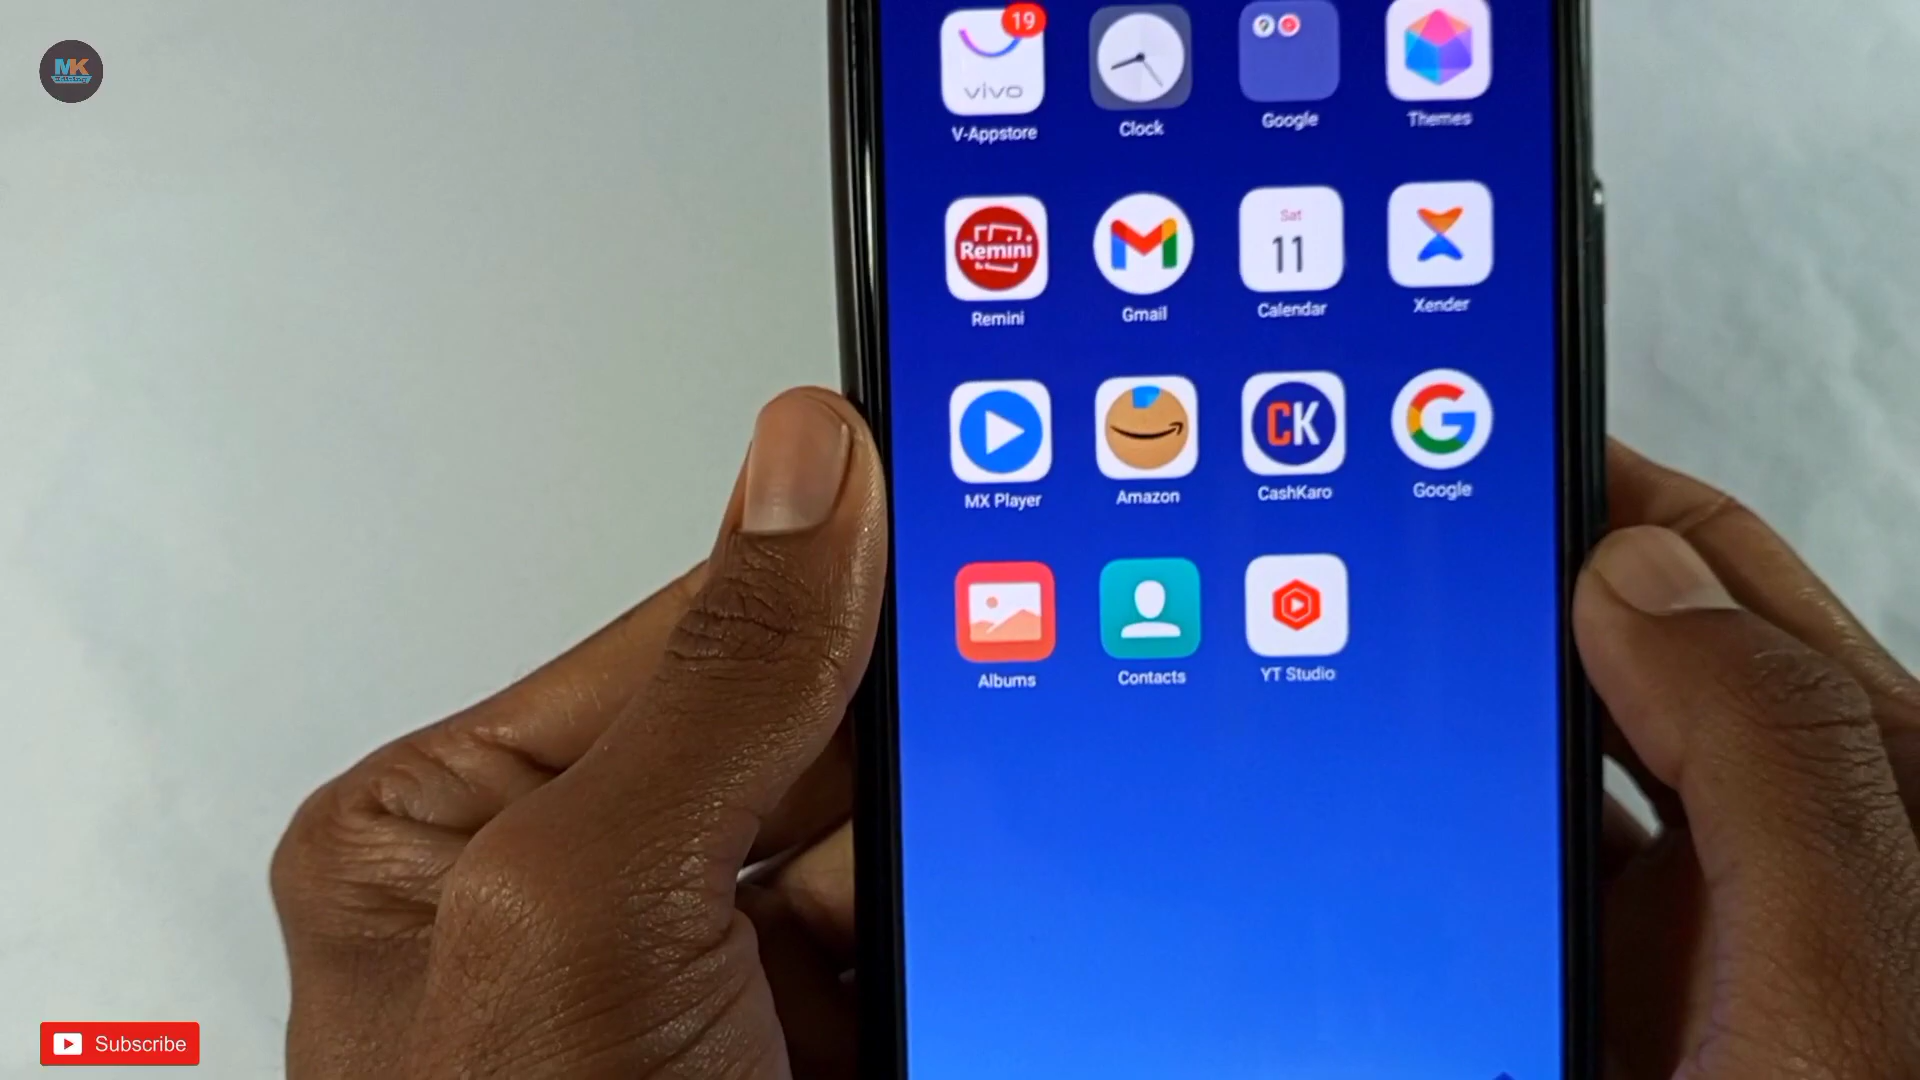 MK
19
vivo
V-Appstore
Clock
Google
Themes
Remini
Sat
11
Remini
Gmail
Calendar
Xender
CK
MX Player
Amazon
CashKaro
Google
Albums
Contacts
YT Studio
Subscribe